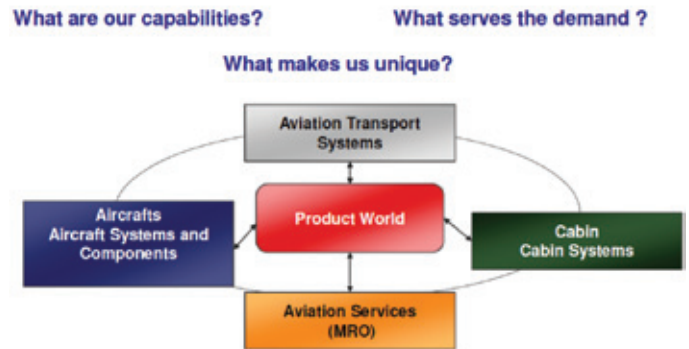 What are our capabilities?
What serves the demand ?
What makes us unique?
Aviation Transport
Systems
Aircrafts
Aircraft Systems and
Components
Product World
Cabin
Cabin Systems
Aviation Services
(MRO)